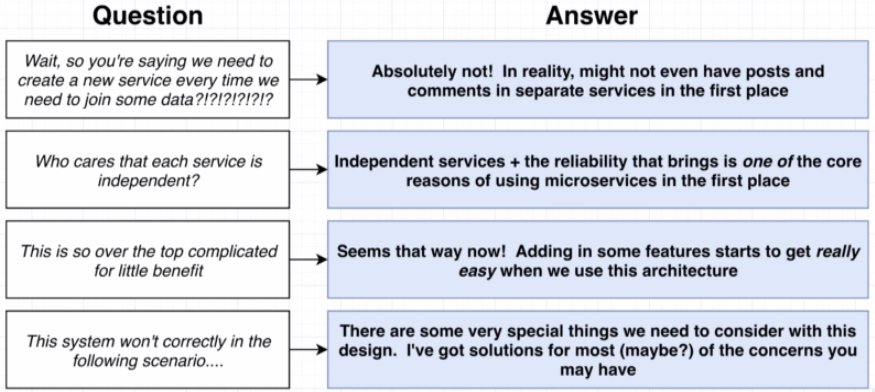 Question
Answer
Wait, so you're saying we need to
create a new service every time we
need to join some data?!?!?!?!?!?
Absolutely not!  In reality, might not even have posts and
comments in separate services in the first place
Who cares that each service is
independent?
Independent services + the reliability that brings is one of the core
reasons of using microservices in the first place
This is so over the top complicated
for little benefit
Seems that way now!  Adding in some features starts to get really
easy when we use this architecture
This system won't correctly in the
following scenario....
There are some very special things we need to consider with this
design.  I've got solutions for most (maybe?) of the concerns you
may have